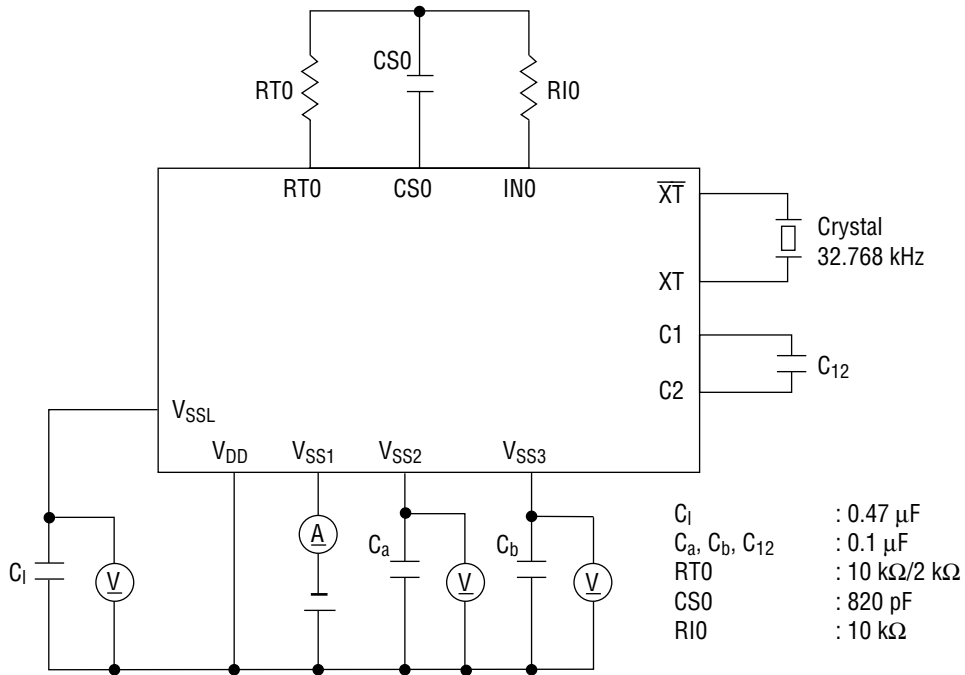 CS0
RT0
RI0
RT0 CS0 IN0
X̅T̅
Crystal
32.768 kHz
XT
C1
C12
C2
VSSL
VDD VSS1 VSS2 VSS3
A
Cl
V
Ca
V
Cb
V
Cl : 0.47 μF
Ca, Cb, C12 : 0.1 μF
RT0 : 10 kΩ/2 kΩ
CS0 : 820 pF
RI0 : 10 kΩ